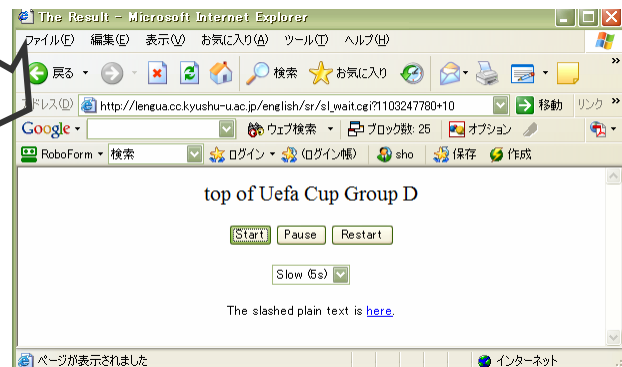 The Result - Microsoft Internet Explorer
ファイル(F) 編集(E) 表示(V) お気に入り(A) ツール(T) ヘルプ(H)
戻る 検索 お気に入り »
ドレス(D) http://lengua.cc.kyushu-u.ac.jp/english/sr/sl_wait.cgi?1103247780+10 移動 リンク »
Google ウェブ検索 ブロック数: 25 オプション
RoboForm 検索 ログイン (ログイン帳) sho 保存 作成
top of Uefa Cup Group D
Start Pause Restart
Slow (5s)
The slashed plain text is here.
ページが表示されました インターネット